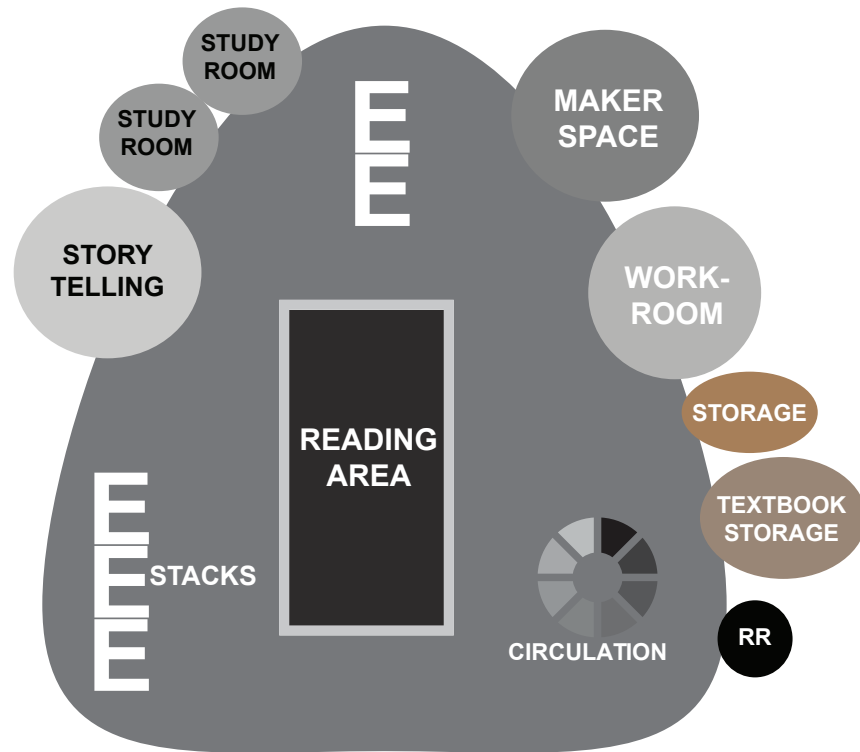 STUDY
ROOM
STUDY
ROOM
STORY
TELLING
MAKER
SPACE
WORK-
ROOM
STORAGE
TEXTBOOK
STORAGE
RR
READING
AREA
E
E
E
E
E
STACKS
CIRCULATION